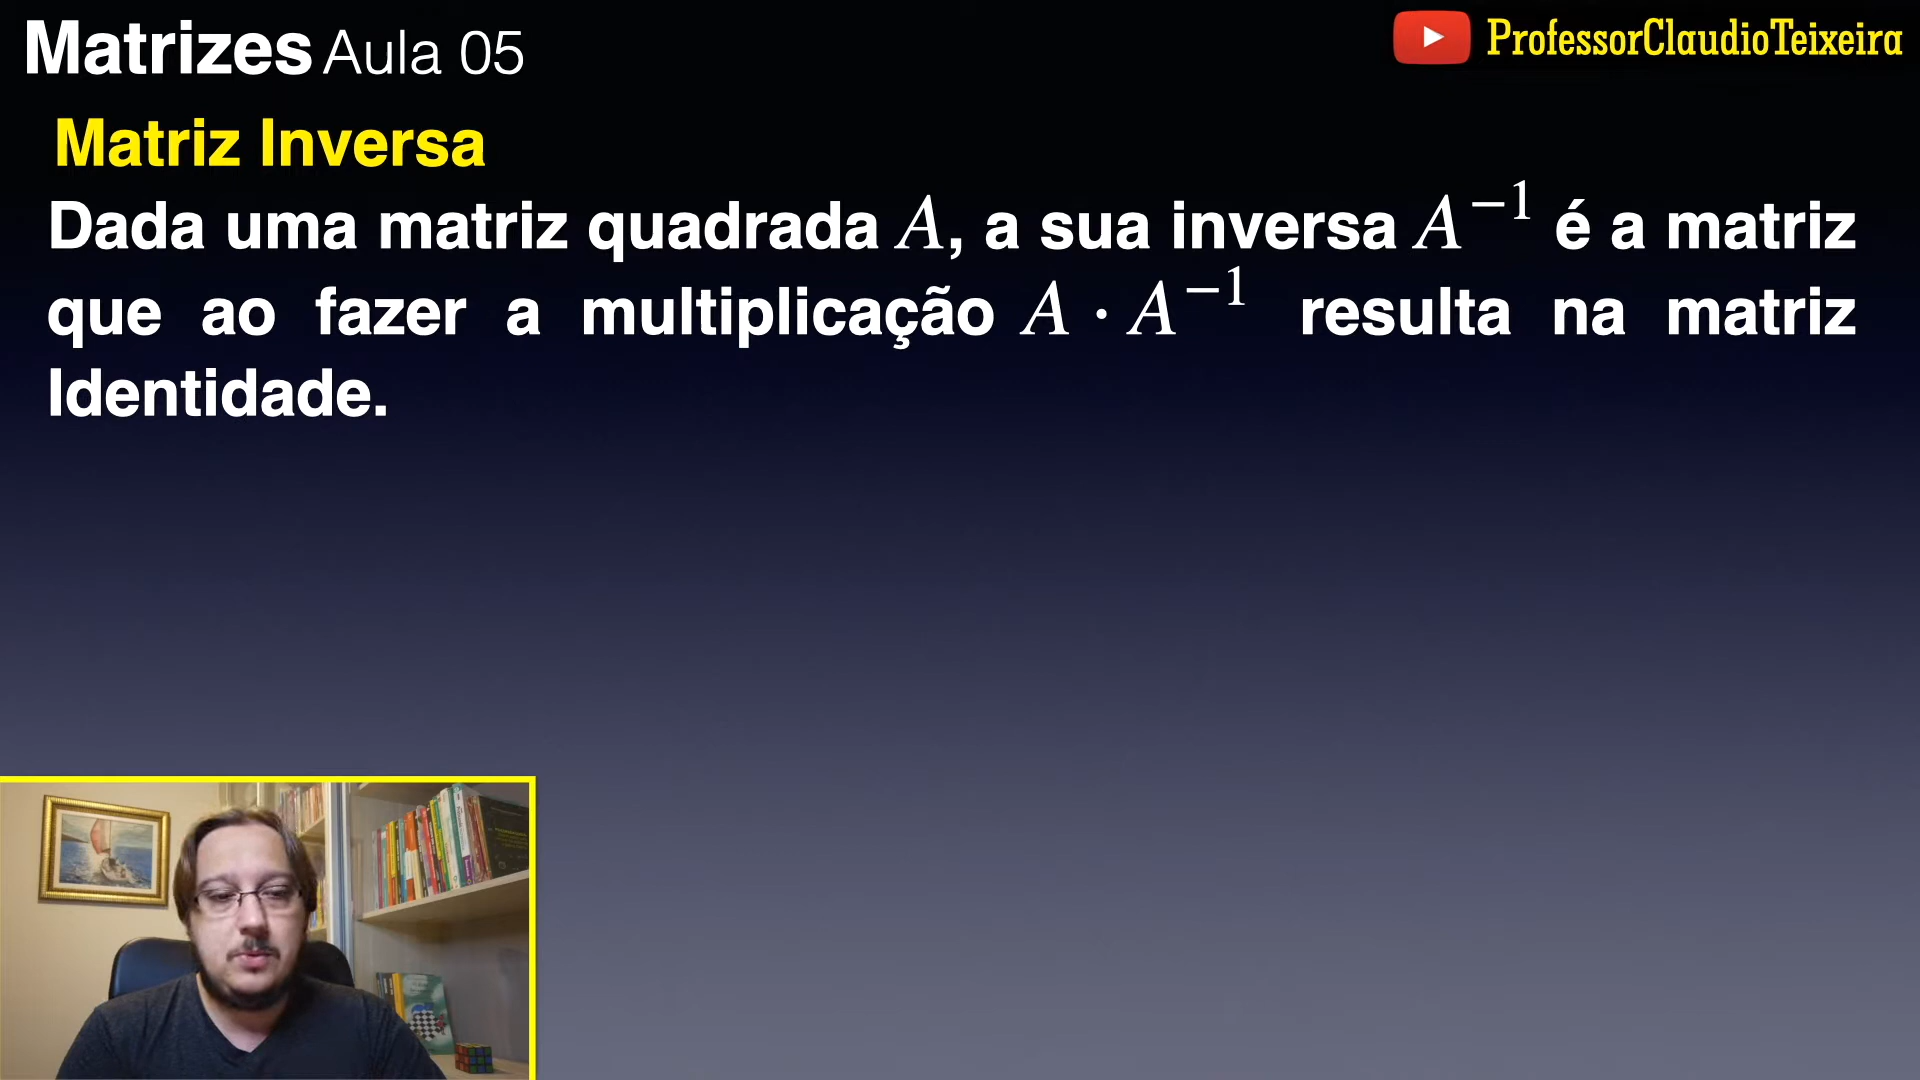 Matrizes Aula 05
ProfessorClaudioTeixeira
Matriz Inversa
Dada uma matriz quadrada A, a sua inversa A⁻¹ é a matriz
que ao fazer a multiplicação A · A⁻¹ resulta na matriz
Identidade.